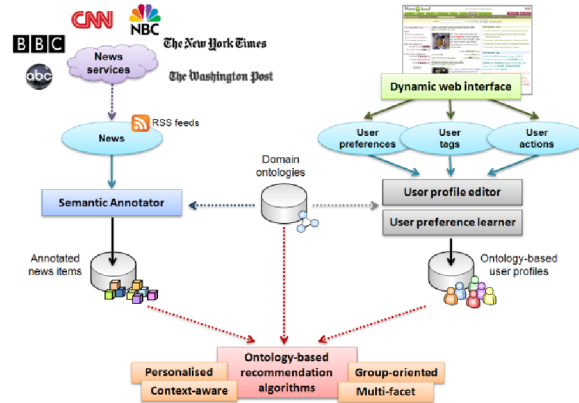 CNN
NBC
BBC
abc
The New York Times
The Washington Post
News
services
RSS feeds
News
Semantic Annotator
Annotated
news items
Domain
ontologies
Dynamic web interface
User
preferences
User
tags
User
actions
User profile editor
User preference learner
Ontology-based
user profiles
Personalised
Context-aware
Ontology-based
recommendation
algorithms
Group-oriented
Multi-facet